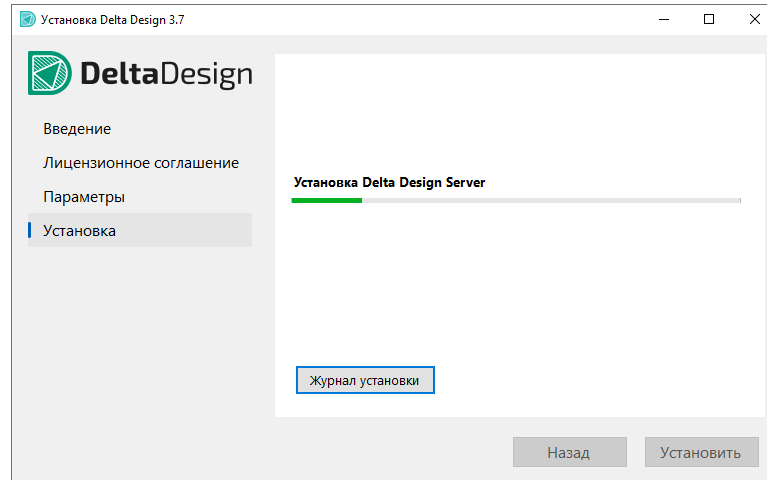 Установка Delta Design 3.7
DeltaDesign
Введение
Лицензионное соглашение
Параметры
Установка
Установка Delta Design Server
Журнал установки
Назад
Установить